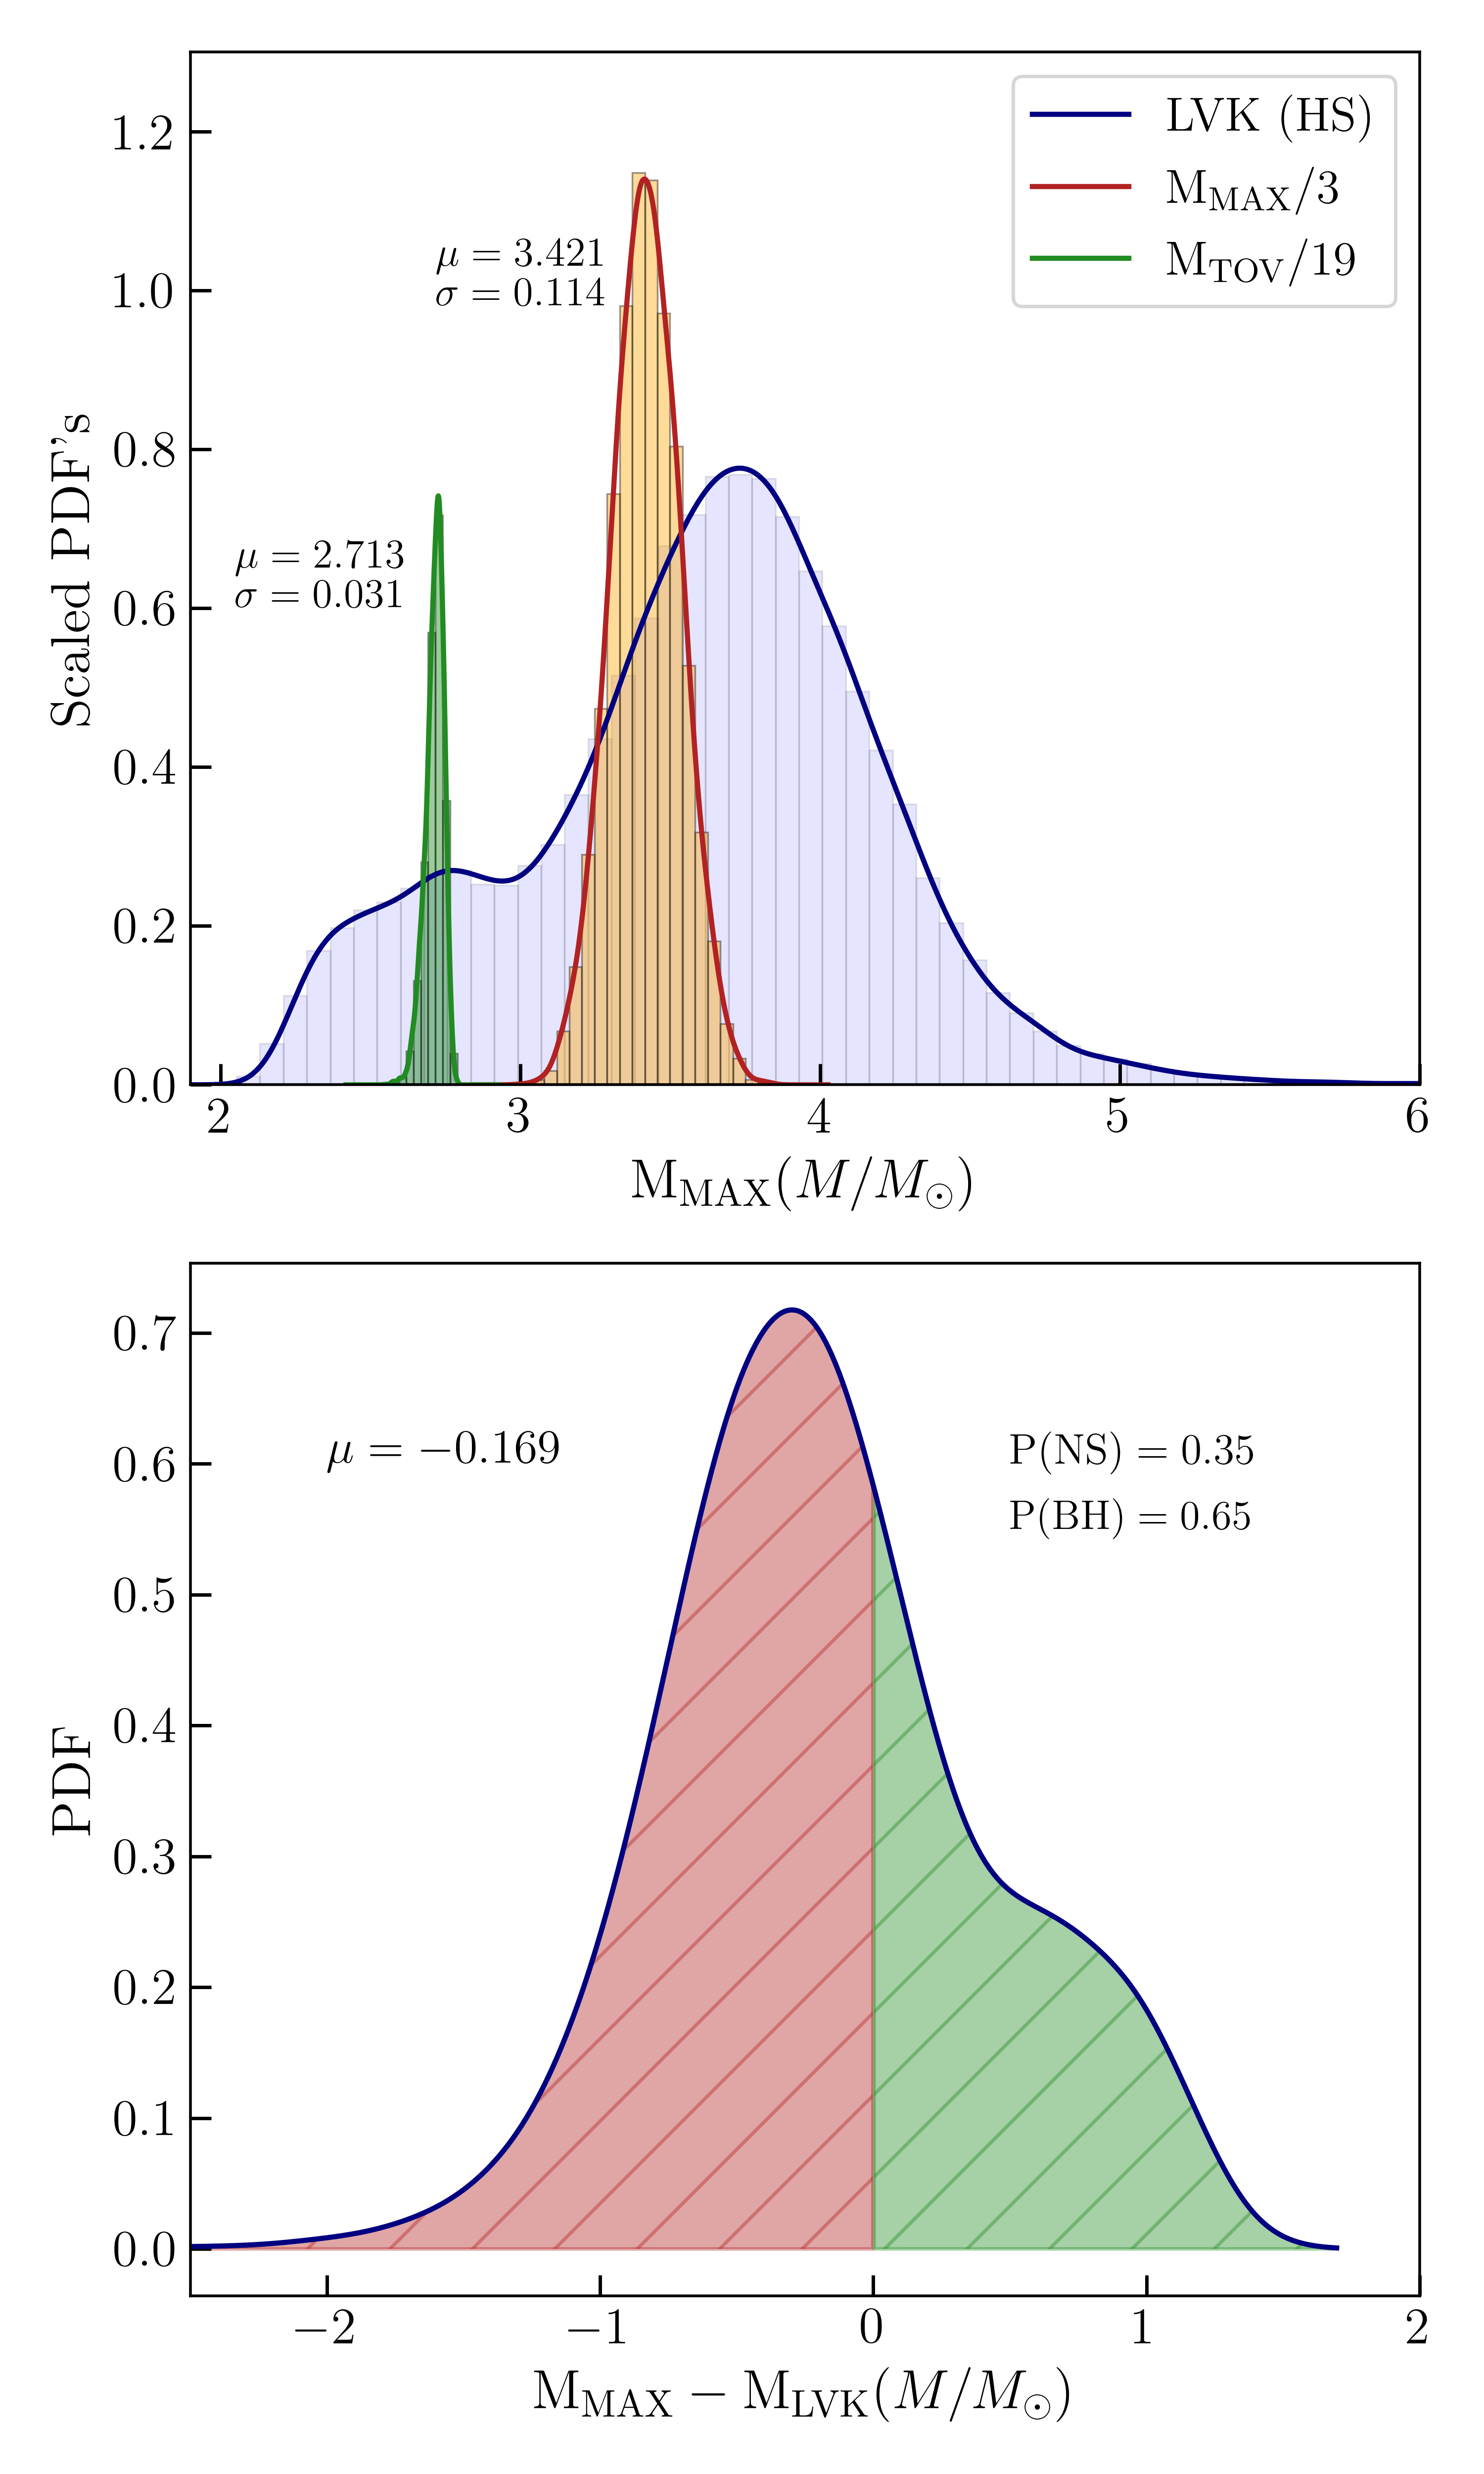 LVK (HS)
M_MAX/3
M_TOV/19
μ = 3.421
σ = 0.114
μ = 2.713
σ = 0.031
Scaled PDF's
1.2
1.0
0.8
0.6
0.4
0.2
0.0
2 3 4 5 6
M_MAX(M/M_⊙)
μ = −0.169
P(NS) = 0.35
P(BH) = 0.65
PDF
0.7
0.6
0.5
0.4
0.3
0.2
0.1
0.0
−2 −1 0 1 2
M_MAX − M_LVK(M/M_⊙)